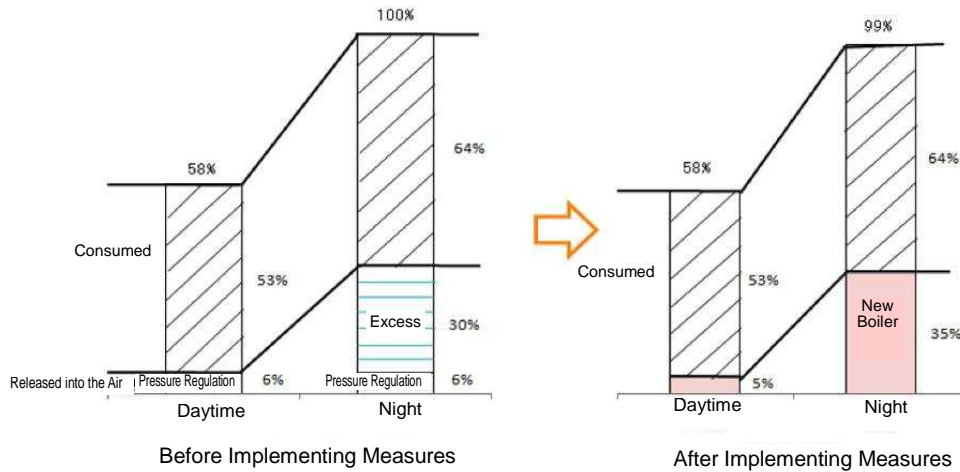 100%
64%
58%
Consumed
53%
Excess
30%
Released into the Air
Pressure Regulation
6%
Pressure Regulation
6%
Daytime
Night
Before Implementing Measures
99%
64%
58%
Consumed
53%
New
Boiler
35%
5%
Daytime
Night
After Implementing Measures